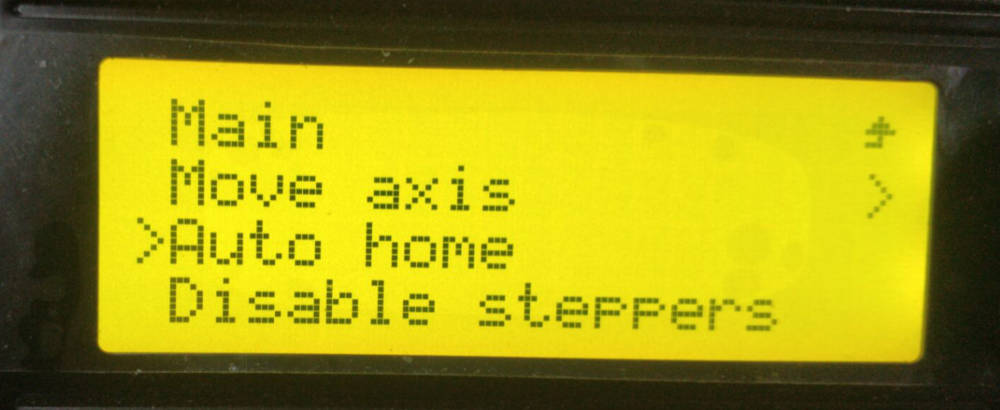 Main
Move axis >
>Auto home
Disable steppers